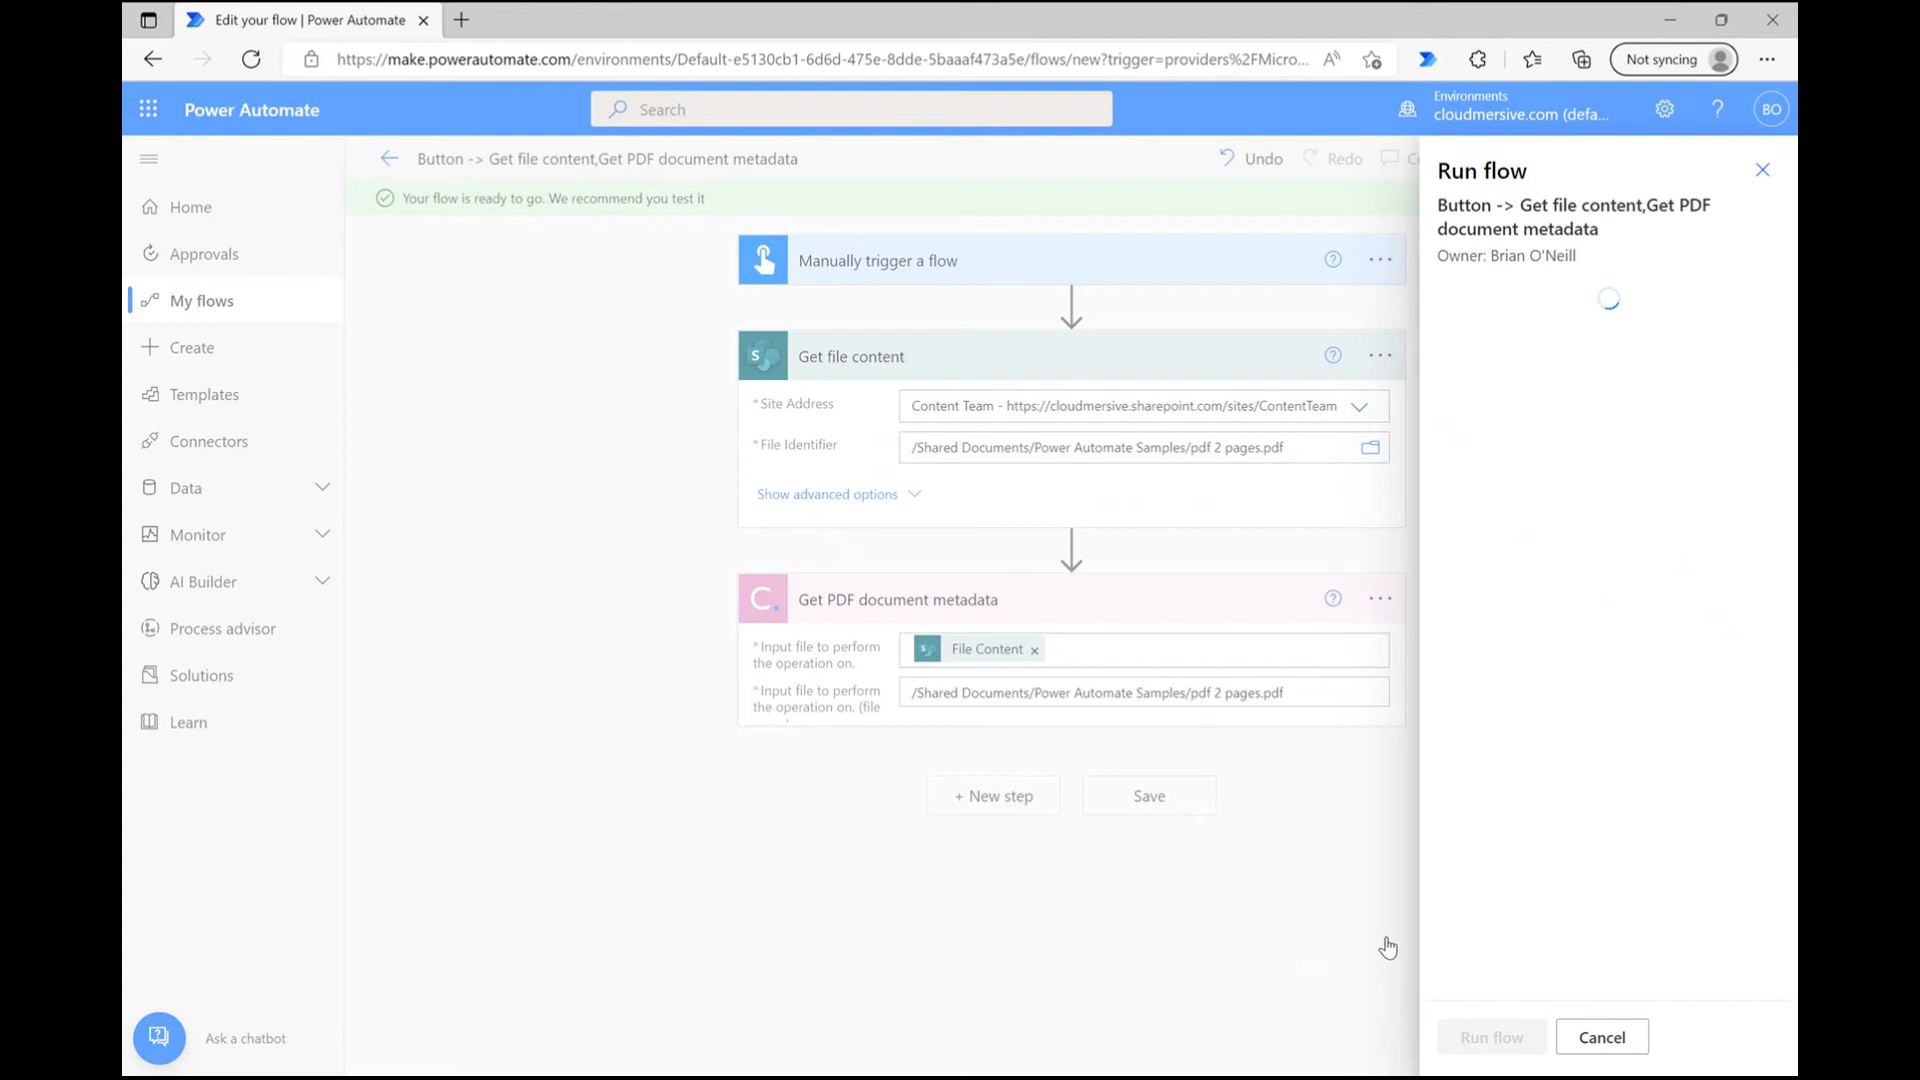 Edit your flow | Power Automate
https://make.powerautomate.com/environments/Default-e5130cb1-6d6d-475e-8dde-5baaaf473a5e/flows/new?trigger=providers%2FMicro...
Not syncing
Power Automate
Search
Environments
cloudmersive.com (defa...
BO
Button -> Get file content,Get PDF document metadata
Undo
Redo
Your flow is ready to go. We recommend you test it
Home
Approvals
My flows
Create
Templates
Connectors
Data
Monitor
AI Builder
Process advisor
Solutions
Learn
Ask a chatbot
Manually trigger a flow
Get file content
* Site Address
Content Team - https://cloudmersive.sharepoint.com/sites/ContentTeam
* File Identifier
/Shared Documents/Power Automate Samples/pdf 2 pages.pdf
Show advanced options
Get PDF document metadata
* Input file to perform
the operation on.
File Content
* Input file to perform
the operation on. (file
/Shared Documents/Power Automate Samples/pdf 2 pages.pdf
+ New step
Save
Run flow
Button -> Get file content,Get PDF
document metadata
Owner: Brian O'Neill
Run flow
Cancel